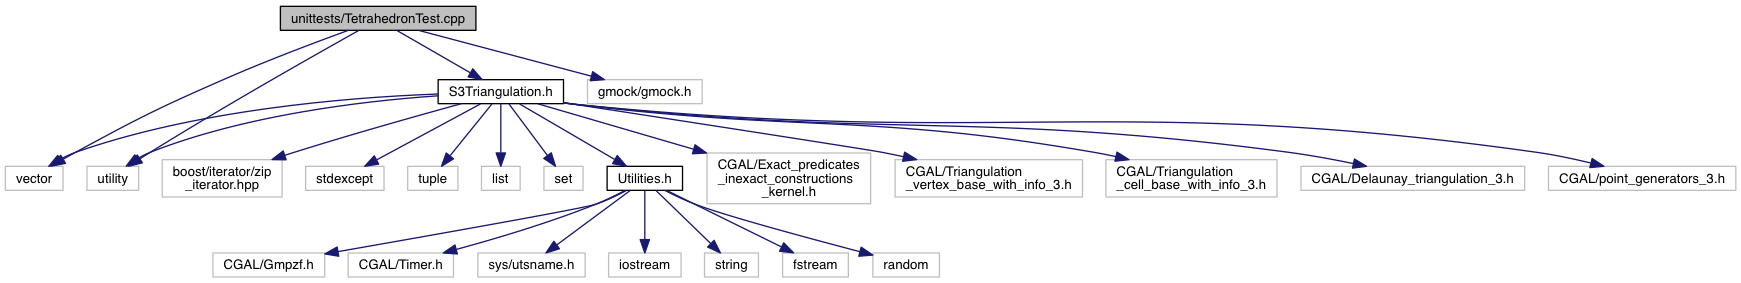 unittests/TetrahedronTest.cpp
S3Triangulation.h
gmock/gmock.h
vector
utility
boost/iterator/zip
_iterator.hpp
stdexcept
tuple
list
set
Utilities.h
CGAL/Exact_predicates
_inexact_constructions
_kernel.h
CGAL/Triangulation
_vertex_base_with_info_3.h
CGAL/Triangulation
_cell_base_with_info_3.h
CGAL/Delaunay_triangulation_3.h
CGAL/point_generators_3.h
CGAL/Gmpzf.h
CGAL/Timer.h
sys/utsname.h
iostream
string
fstream
random